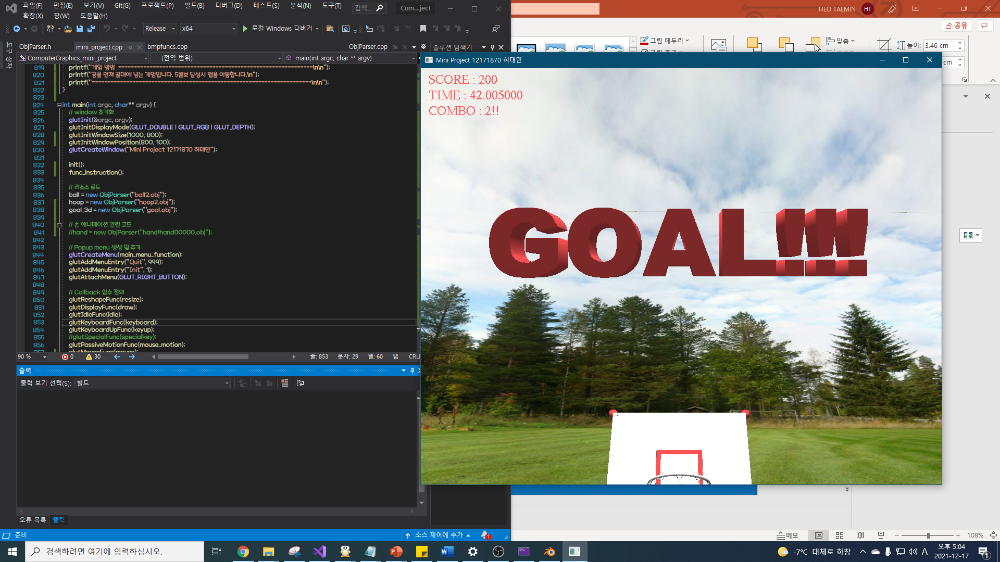 파일(F) 편집(E) 보기(V) Git(G) 프로젝트(P) 빌드(B) 디버그(D) 테스트(S) 분석(N) 도구(T) 검색... Com...ject
확장(X) 창(W) 도움말(H)
Release x64 로컬 Windows 디버거
ObjParser.h mini_project.cpp bmpfuncs.cpp ObjParser.cpp 솔루션 탐색기
도구 상자
ComputerGraphics_mini_project (전역 범위) main(int argc, char ** argv)
819 printf("게임 방법 ==============================================================\n\n");
820 printf("공을 던져 골대에 넣는 게임입니다. 5콤보 달성시 맵을 이동합니다.\n");
821 printf("======================================================================\n\n");
822 }
823
824 int main(int argc, char** argv) {
825 // window 초기화
826 glutInit(&argc, argv);
827 glutInitDisplayMode(GLUT_DOUBLE | GLUT_RGB | GLUT_DEPTH);
828 glutInitWindowSize(1000, 800);
829 glutInitWindowPosition(800, 100);
830 glutCreateWindow("Mini Project 12171870 허태민");
831
832 init();
833 func_instruction();
834
835 // 리소스 로드
836 ball = new ObjParser("ball2.obj");
837 hoop = new ObjParser("hoop2.obj");
838 goal_3d = new ObjParser("goal.obj");
839
840 // 손 애니메이션 관련 코드
841 //hand = new ObjParser("hand/hand00000.obj");
842
843 // Popup menu 생성 및 추가
844 glutCreateMenu(main_menu_function);
845 glutAddMenuEntry("Quit", 999);
846 glutAddMenuEntry("Init", 1);
847 glutAttachMenu(GLUT_RIGHT_BUTTON);
848
849 // Callback 함수 정의
850 glutReshapeFunc(resize);
851 glutDisplayFunc(draw);
852 glutIdleFunc(idle);
853 glutKeyboardFunc(keyboard);
854 glutKeyboardUpFunc(keyup);
855 //glutSpecialFunc(specialkey);
856 glutPassiveMotionFunc(mouse_motion);
857 glutMouseFunc(mouse);
90 % 0 30 줄: 853 문자: 29 열: 60 탭 CRLF
출력
출력 보기 선택(S): 빌드
오류 목록 출력
준비 소스 제어에 추가 1
HEO TAEMIN HT
공유
그림 테두리 맞춤 높이: 3.46 cm
cm
Mini Project 12171870 허태민
SCORE : 200
TIME : 42.005000
COMBO : 2!!
GOAL!!!
메모 108%
검색하려면 여기에 입력하십시오. -7°C 대체로 화창 A 오후 5:04
2021-12-17 1